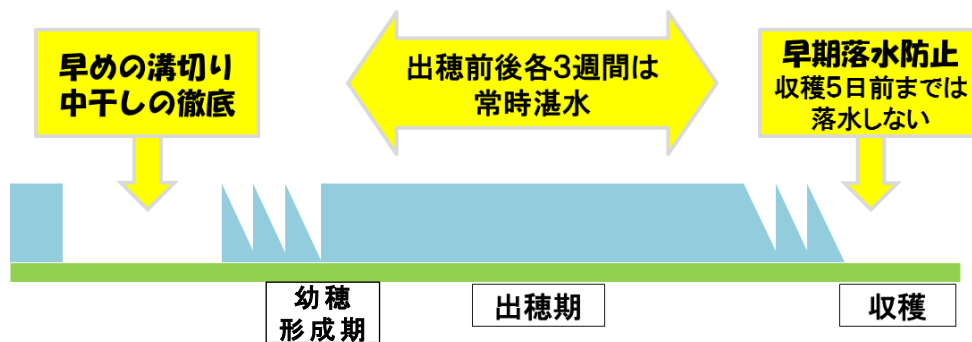 早めの溝切り
中干しの徹底
出穂前後各3週間は
常時湛水
早期落水防止
収穫5日前までは
落水しない
幼穂
形成期
出穂期
収穫